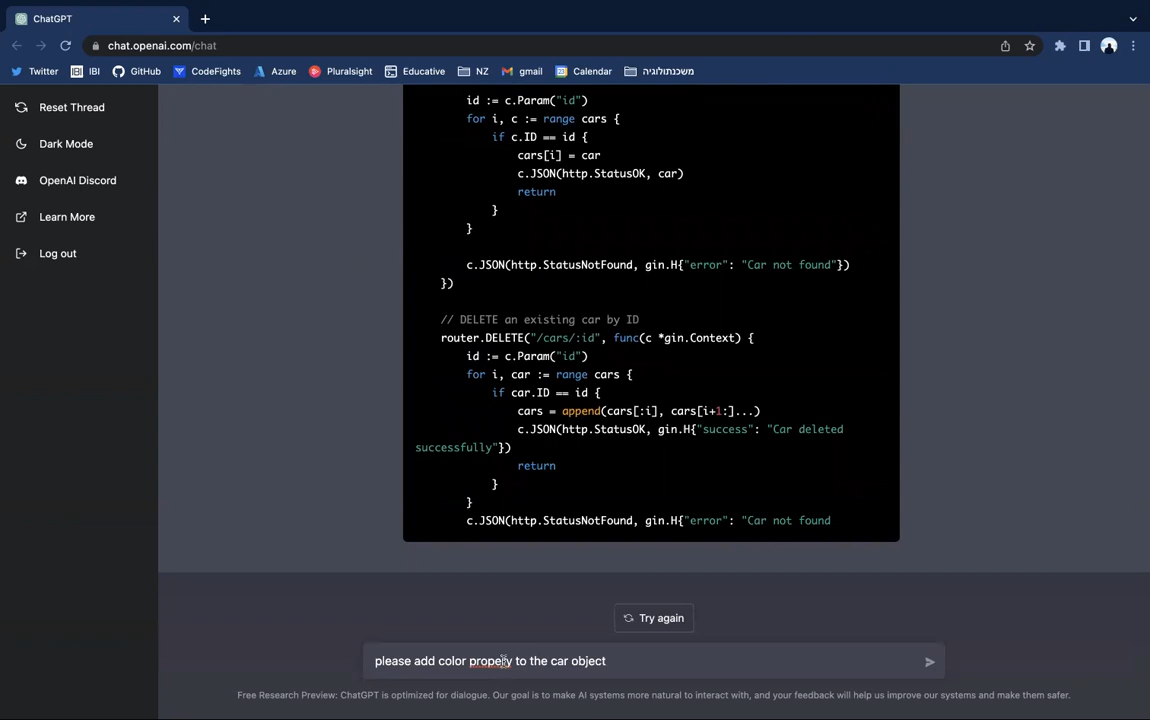 ChatGPT
chat.openai.com/chat
Twitter IBI GitHub CodeFights Azure Pluralsight Educative NZ gmail Calendar משכנתולוגיה
Reset Thread
Dark Mode
OpenAI Discord
Learn More
Log out
id := c.Param("id")
for i, c := range cars {
if c.ID == id {
cars[i] = car
c.JSON(http.StatusOK, car)
return
}
}
c.JSON(http.StatusNotFound, gin.H{"error": "Car not found"})
})
// DELETE an existing car by ID
router.DELETE("/cars/:id", func(c *gin.Context) {
id := c.Param("id")
for i, car := range cars {
if car.ID == id {
cars = append(cars[:i], cars[i+1:]...)
c.JSON(http.StatusOK, gin.H{"success": "Car deleted
successfully"})
return
}
}
c.JSON(http.StatusNotFound, gin.H{"error": "Car not found
Try again
please add color to the car object
Free Research Preview: ChatGPT is optimized for dialogue. Our goal is to make AI systems more natural to interact with, and your feedback will help us improve our systems and make them safer.